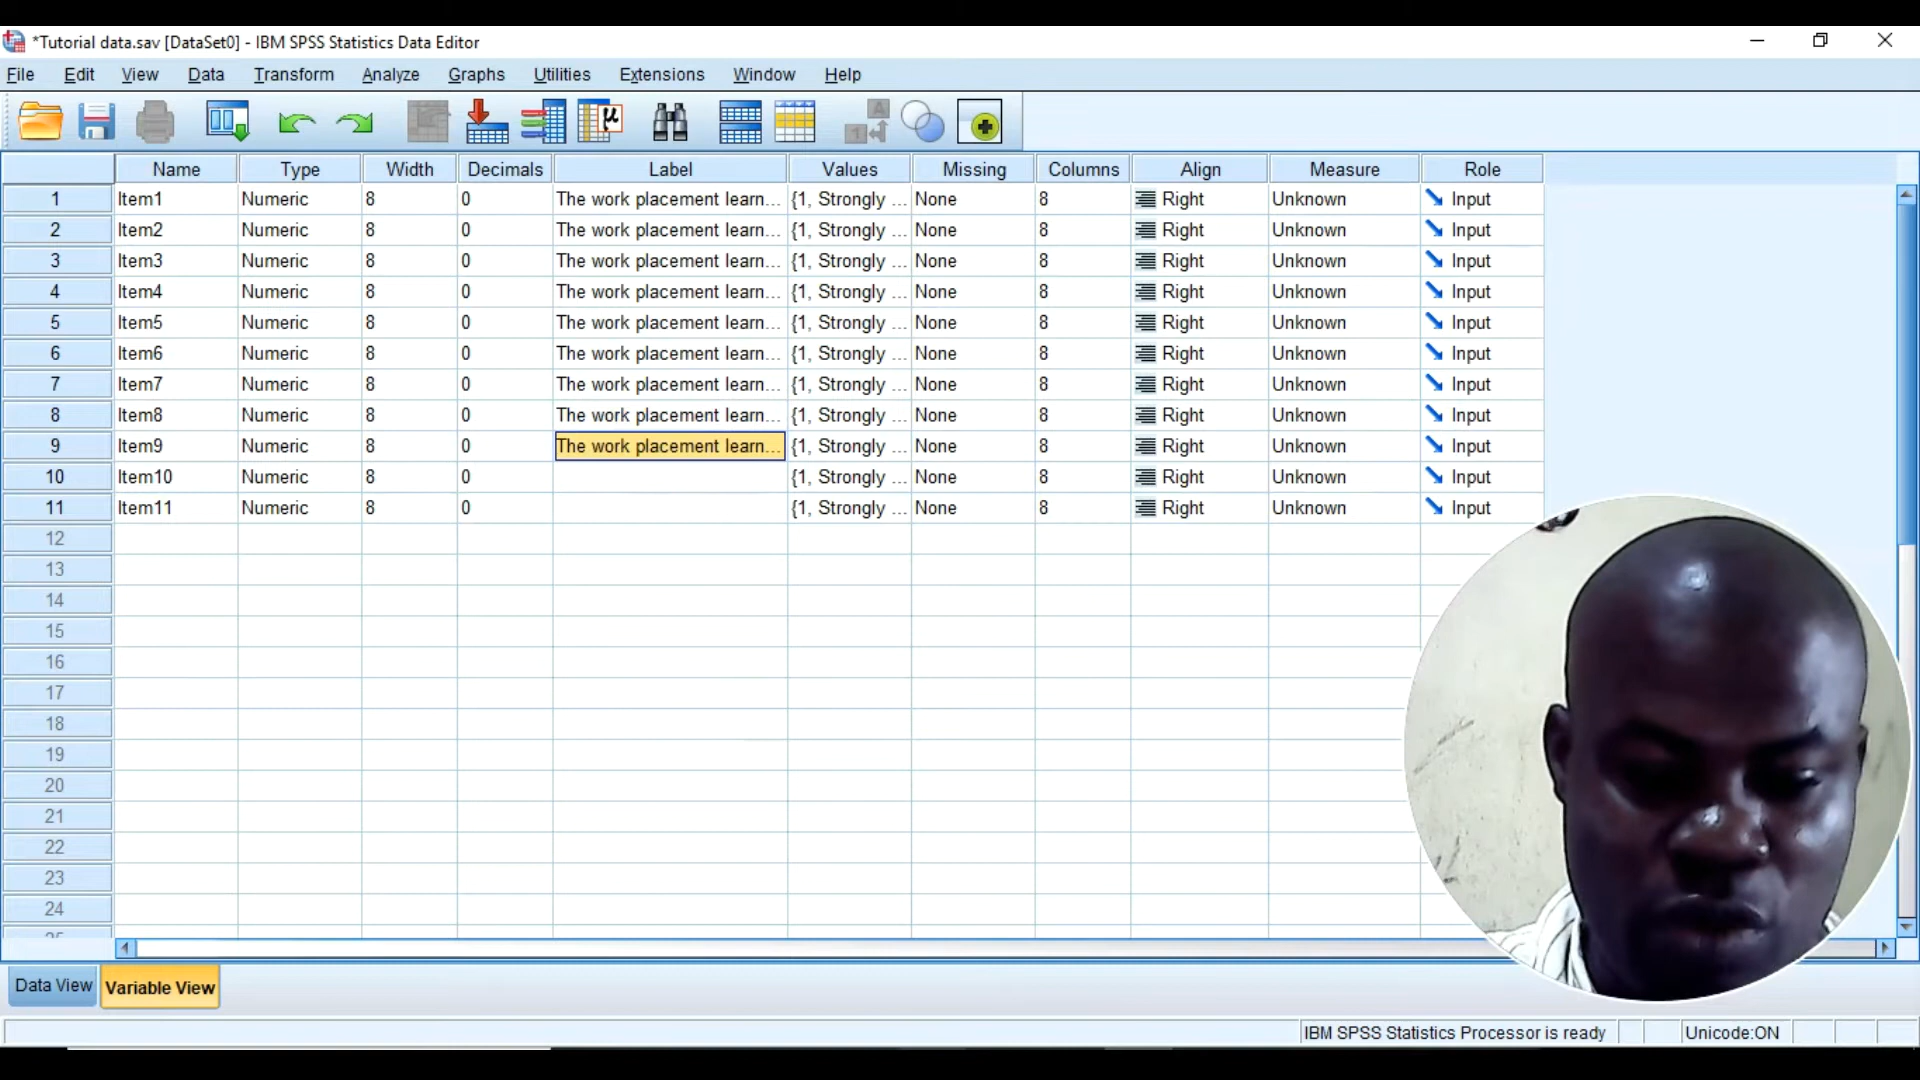 *Tutorial data.sav [DataSet0] - IBM SPSS Statistics Data Editor
File Edit View Data Transform Analyze Graphs Utilities Extensions Window Help
Name Type Width Decimals Label Values Missing Columns Align Measure Role
1 Item1 Numeric 8 0 The work placement learn... {1, Strongly ... None 8 Right Unknown Input
2 Item2 Numeric 8 0 The work placement learn... {1, Strongly ... None 8 Right Unknown Input
3 Item3 Numeric 8 0 The work placement learn... {1, Strongly ... None 8 Right Unknown Input
4 Item4 Numeric 8 0 The work placement learn... {1, Strongly ... None 8 Right Unknown Input
5 Item5 Numeric 8 0 The work placement learn... {1, Strongly ... None 8 Right Unknown Input
6 Item6 Numeric 8 0 The work placement learn... {1, Strongly ... None 8 Right Unknown Input
7 Item7 Numeric 8 0 The work placement learn... {1, Strongly ... None 8 Right Unknown Input
8 Item8 Numeric 8 0 The work placement learn... {1, Strongly ... None 8 Right Unknown Input
9 Item9 Numeric 8 0 The work placement learn... {1, Strongly ... None 8 Right Unknown Input
10 Item10 Numeric 8 0 {1, Strongly ... None 8 Right Unknown Input
11 Item11 Numeric 8 0 {1, Strongly ... None 8 Right Unknown Input
12
13
14
15
16
17
18
19
20
21
22
23
24
Data View Variable View
IBM SPSS Statistics Processor is ready Unicode:ON